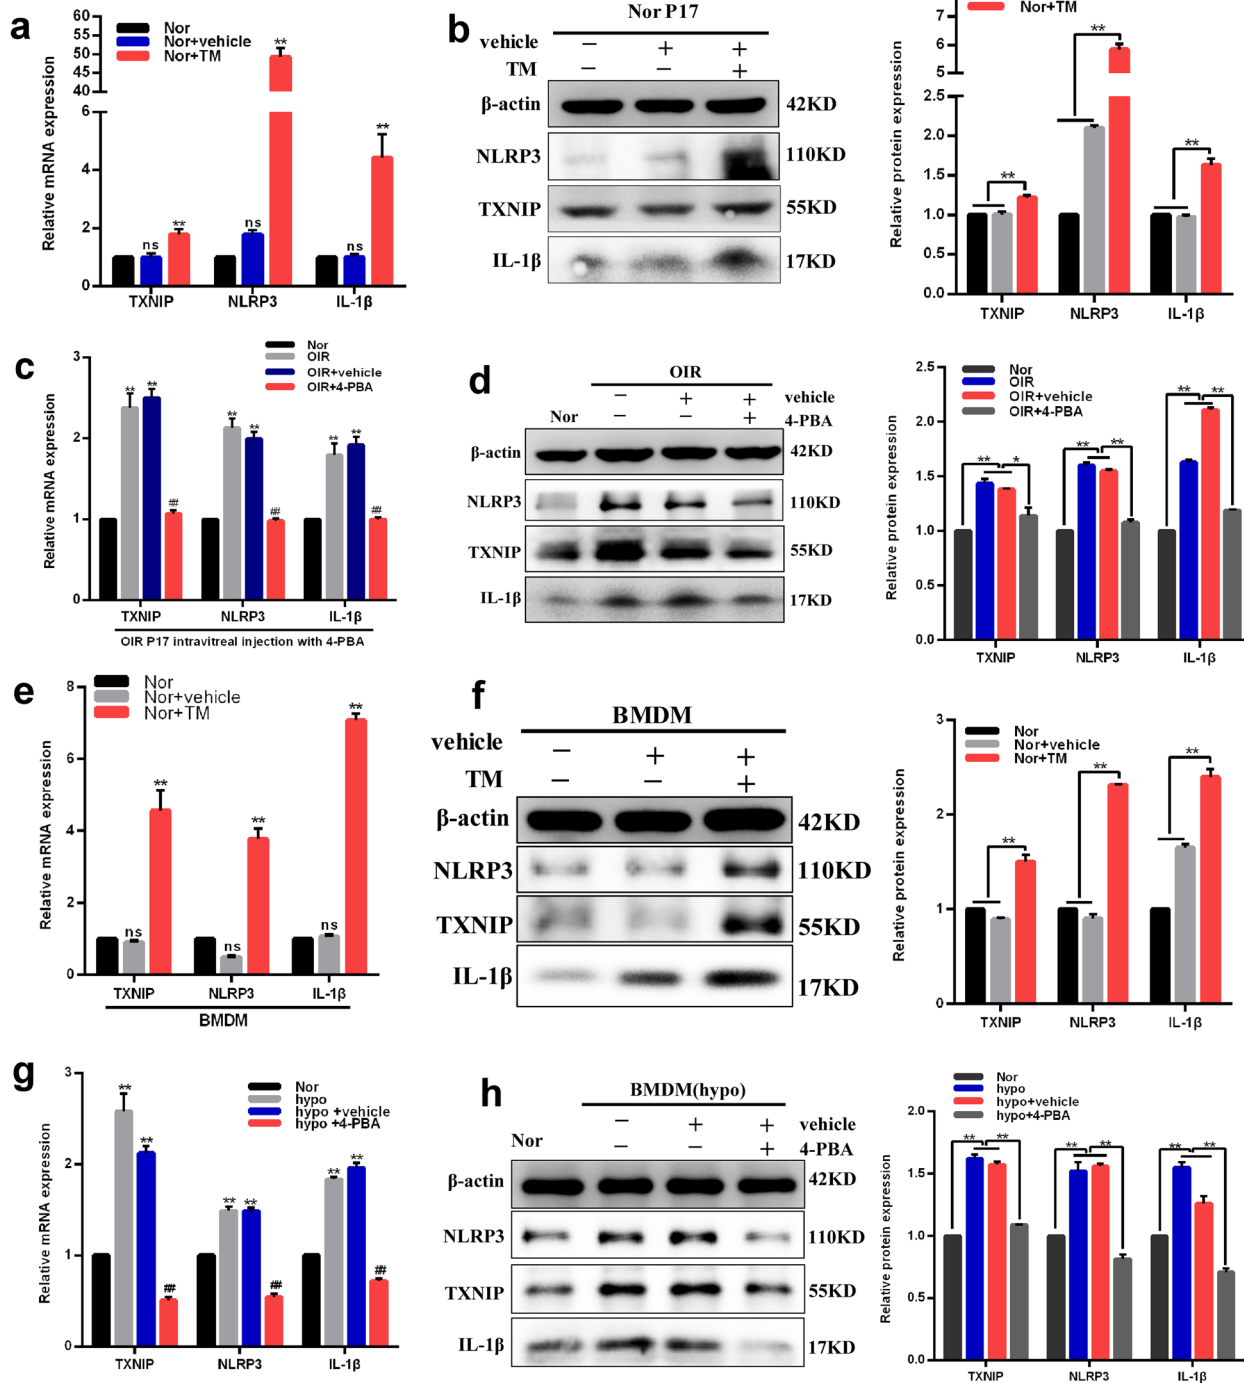 a
Relative mRNA expression
60
55
50
45
40
6
4
2
0
Nor
Nor+vehicle
Nor+TM
ns
**
ns
**
ns
**
TXNIP NLRP3 IL-1β
b
Nor P17
vehicle − + +
TM − − +
β-actin 42KD
NLRP3 110KD
TXNIP 55KD
IL-1β 17KD
Nor+TM
Relative protein expression
7
6
5
2.5
2.0
1.5
1.0
0.5
0.0
**
**
**
TXNIP NLRP3 IL-1β
c
Relative mRNA expression
3
2
1
0
Nor
OIR
OIR+vehicle
OIR+4-PBA
** ** ##
** ** ##
** ** ##
TXNIP NLRP3 IL-1β
OIR P17 intravitreal injection with 4-PBA
d
OIR
− + + vehicle
Nor − − + 4-PBA
β-actin 42KD
NLRP3 110KD
TXNIP 55KD
IL-1β 17KD
Relative protein expression
2.5
2.0
1.5
1.0
0.5
0.0
Nor
OIR
OIR+vehicle
OIR+4-PBA
** *
** **
** **
TXNIP NLRP3 IL-1β
e
Relative mRNA expression
8
6
4
2
0
Nor
Nor+vehicle
Nor+TM
ns **
ns **
ns **
TXNIP NLRP3 IL-1β
BMDM
f
BMDM
vehicle − + +
TM − − +
β-actin 42KD
NLRP3 110KD
TXNIP 55KD
IL-1β 17KD
Relative protein expression
3
2
1
0
Nor
Nor+vehicle
Nor+TM
**
**
**
TXNIP NLRP3 IL-1β
g
Relative mRNA expression
3
2
1
0
Nor
hypo
hypo +vehicle
hypo +4-PBA
** ** ##
** ** ##
** ** ##
TXNIP NLRP3 IL-1β
h
BMDM(hypo)
− + + vehicle
Nor − − + 4-PBA
β-actin 42KD
NLRP3 110KD
TXNIP 55KD
IL-1β 17KD
Relative protein expression
2.0
1.5
1.0
0.5
0.0
Nor
hypo
hypo+vehicle
hypo+4-PBA
** **
** **
** **
TXNIP NLRP3 IL-1β